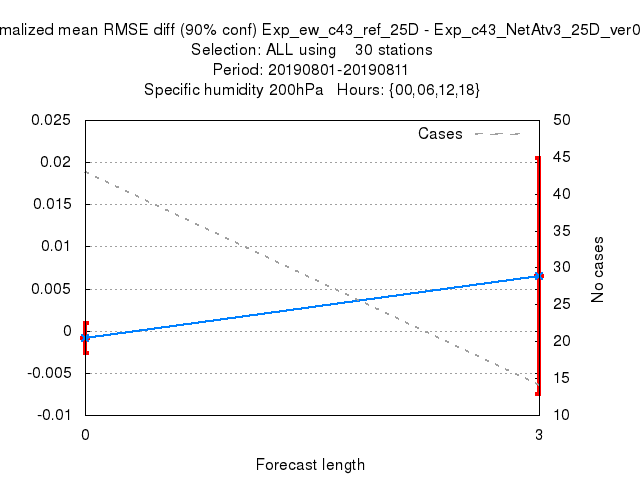 malized mean RMSE diff (90% conf) Exp_ew_c43_ref_25D - Exp_c43_NetAtv3_25D_ver0
Selection: ALL using 30 stations
Period: 20190801-20190811
Specific humidity 200hPa Hours: {00,06,12,18}
0.025
0.02
0.015
0.01
0.005
0
-0.005
-0.01
Cases
50
45
40
35
30
25
20
15
10
No cases
0
3
Forecast length